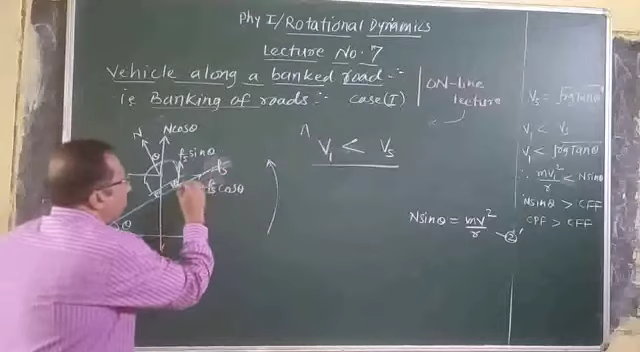 Phy I/Rotational Dynamics
Lecture No. 7
Vehicle along a banked road :-
ie Banking of roads :- case(I)
ON-line
lecture
N
Ncosθ
θ
fs sinθ
fs
fs cosθ
θ
V₁ < Vs
Nsinθ = mv²/r - ②'
Vs = √rg tanθ
V₁ < Vs
V₁ < √rg tanθ
∴ mv₁²/r < Nsinθ
Nsinθ > CFF
CPF > CFF